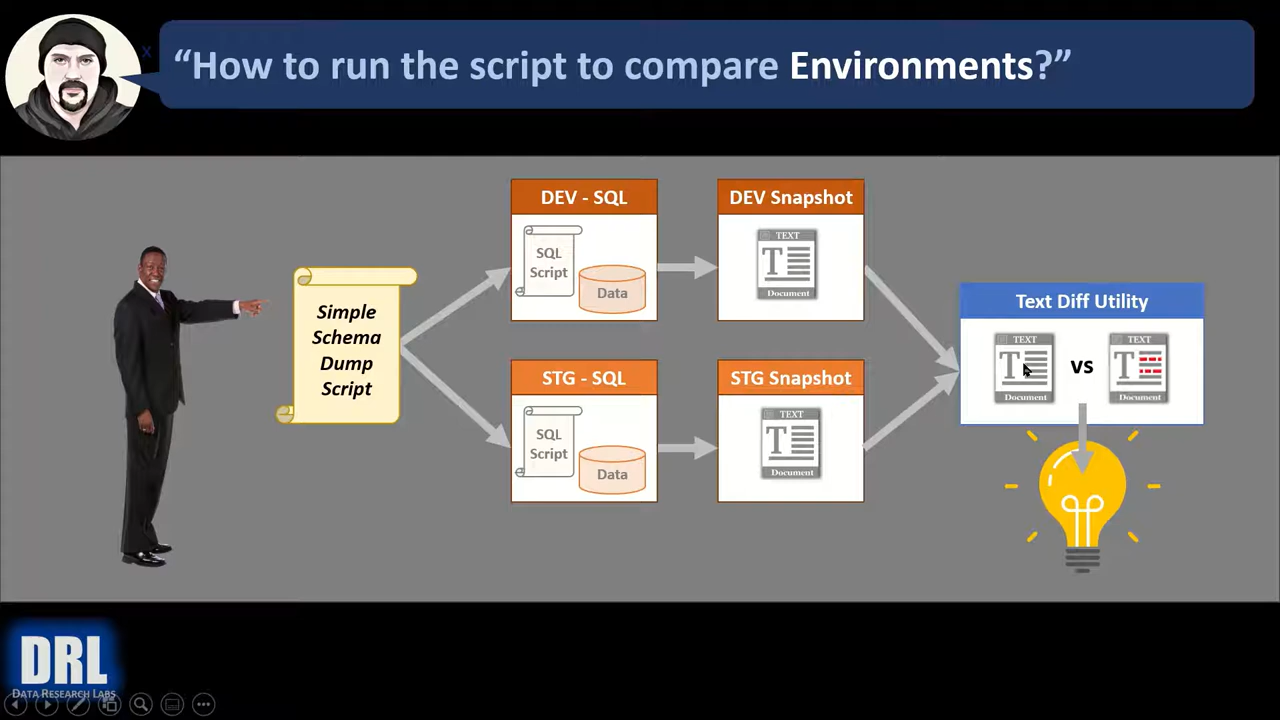 x
“How to run the script to compare Environments?”
DEV - SQL
SQL
Script
Data
DEV Snapshot
TEXT
T
Document
Simple
Schema
Dump
Script
STG - SQL
SQL
Script
Data
STG Snapshot
TEXT
T
Document
Text Diff Utility
TEXT
T
Document
vs
TEXT
T
Document
DRL
DATA RESEARCH LABS